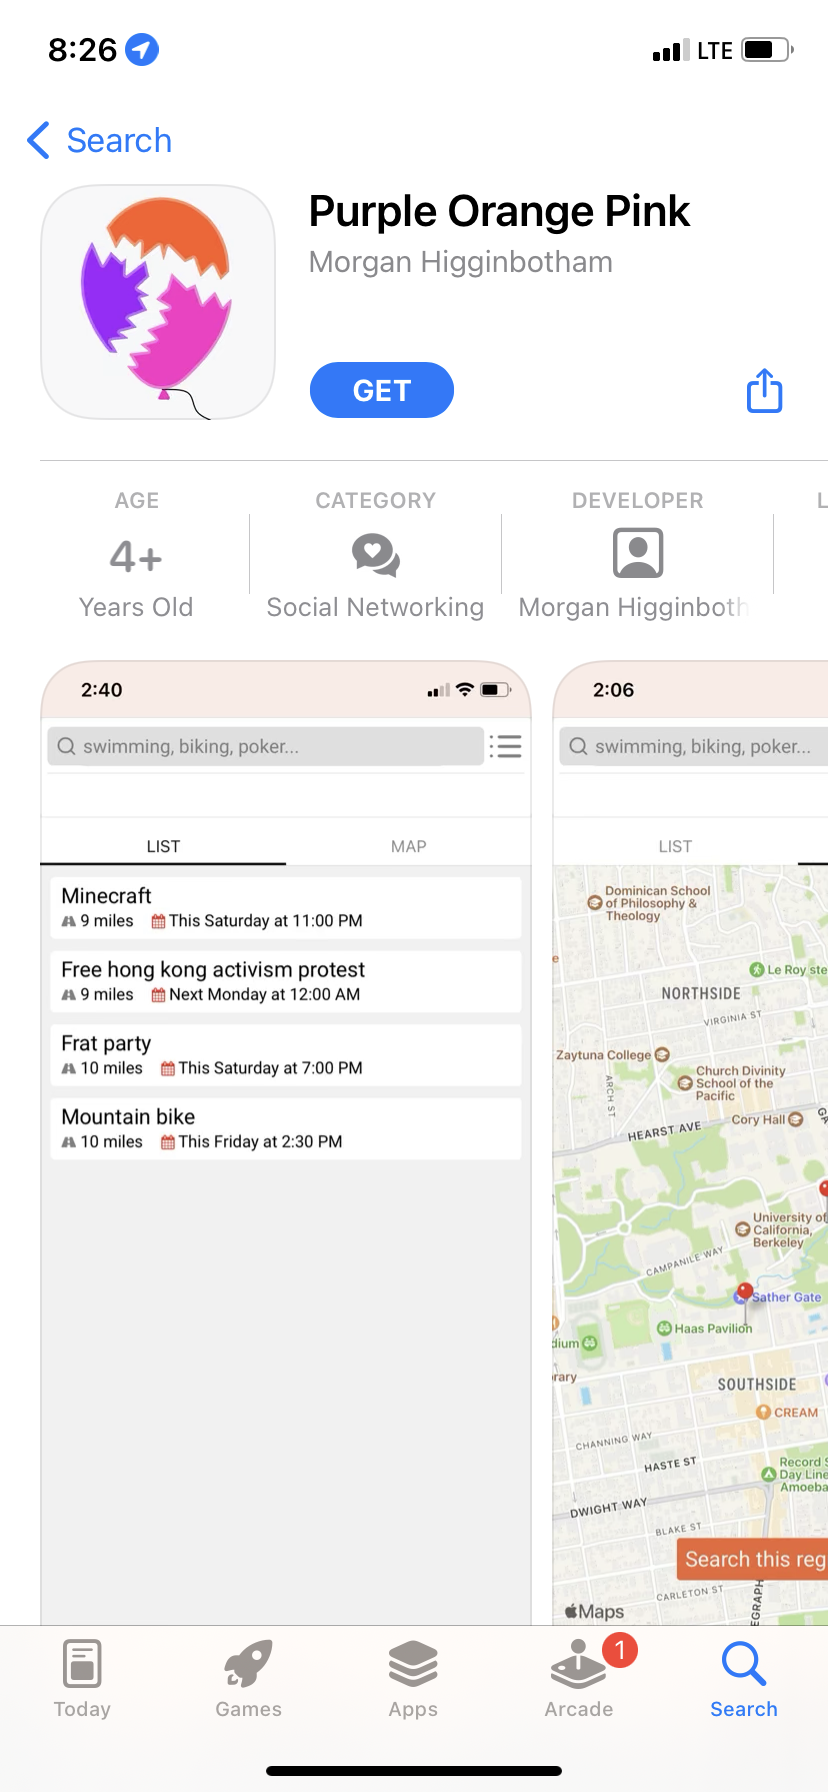 8:26
LTE
Search
Purple Orange Pink
Morgan Higginbotham
GET
AGE
CATEGORY
DEVELOPER
L
4+
Years Old
Social Networking
Morgan Higginboth
2:40
swimming, biking, poker...
LIST
MAP
Minecraft
9 miles This Saturday at 11:00 PM
Free hong kong activism protest
9 miles Next Monday at 12:00 AM
Frat party
10 miles This Saturday at 7:00 PM
Mountain bike
10 miles This Friday at 2:30 PM
2:06
swimming, biking, poker...
LIST
Dominican School
of Philosophy &
Theology
e
Le Roy ste
NORTHSIDE
VIRGINIA ST
Zaytuna College
ARCH ST
Church Divinity
School of the
Pacific
Cory Hall
GA
HEARST AVE
University of
California,
Berkeley
CAMPANILE WAY
Sather Gate
Haas Pavilion
dium
rary
SOUTHSIDE
CREAM
CHANNING WAY
HASTE ST
Record S
Day Line
Amoeba
DWIGHT WAY
BLAKE ST
Search this reg
CARLETON ST
EGRAPH
Maps
Today
Games
Apps
Arcade
1
Search